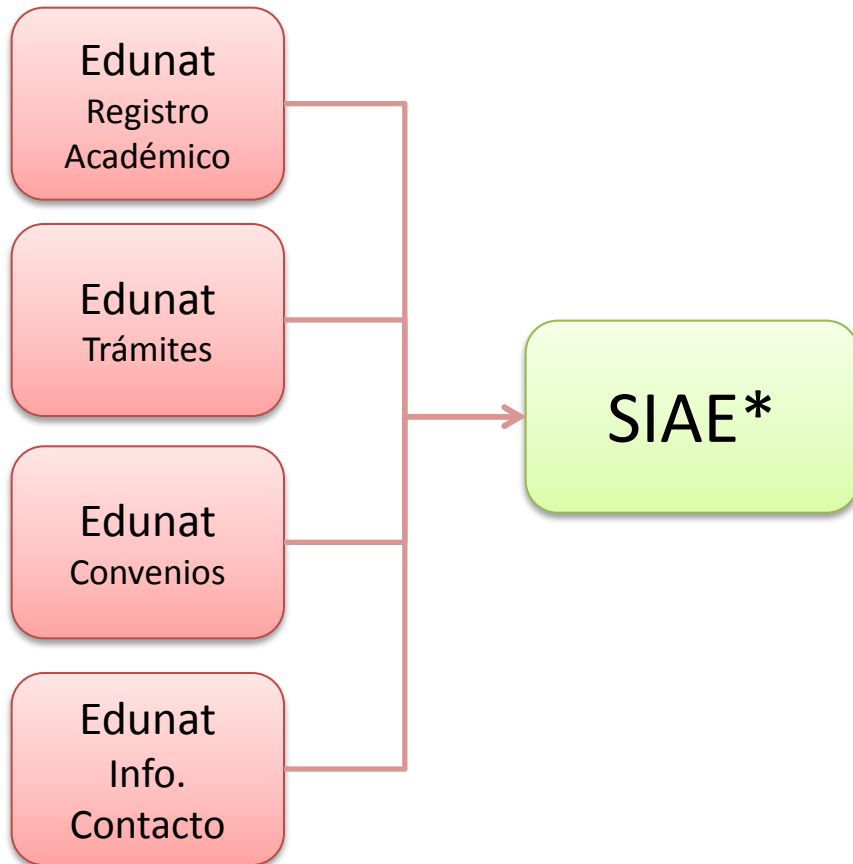 Edunat
Registro
Académico
Edunat
Trámites
Edunat
Convenios
Edunat
Info.
Contacto
SIAE*